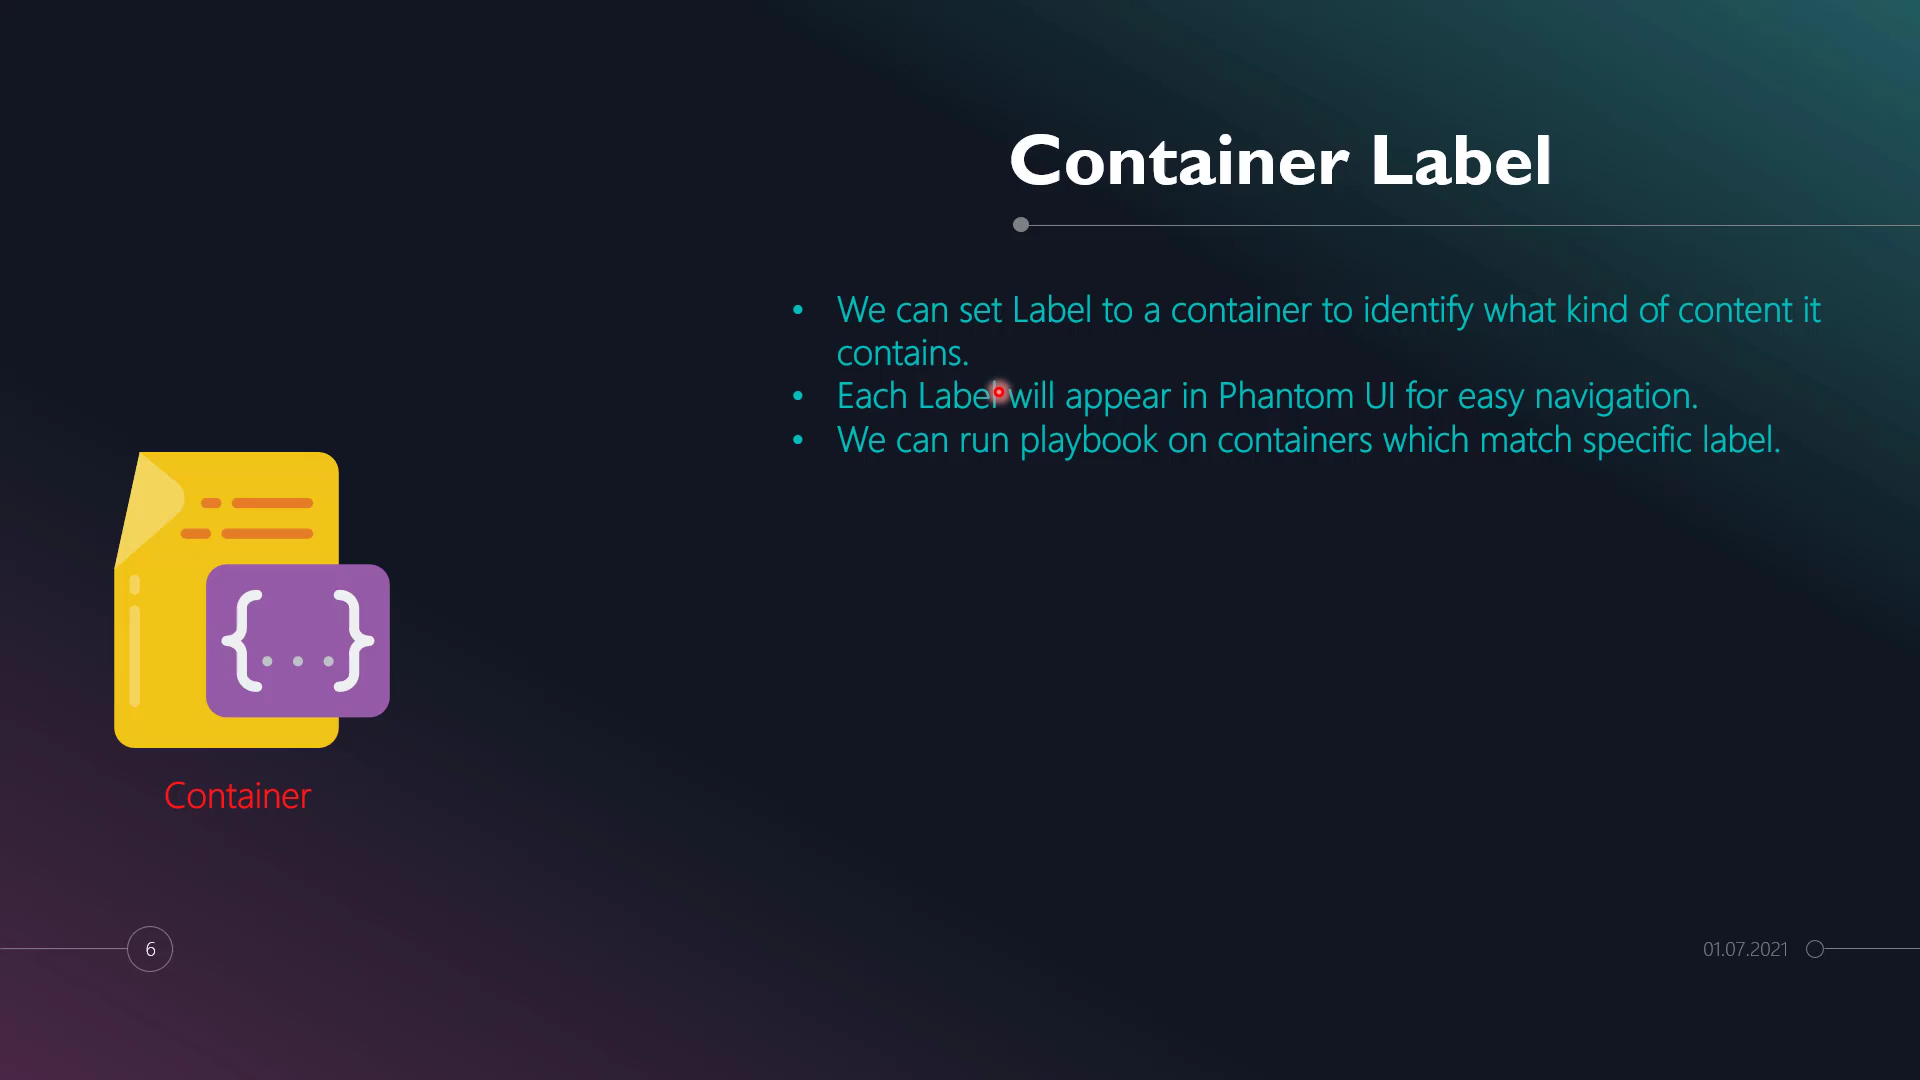 Container Label
• We can set Label to a container to identify what kind of content it
contains.
• Each Label will appear in Phantom UI for easy navigation.
• We can run playbook on containers which match specific label.
{...}
Container
6
01.07.2021